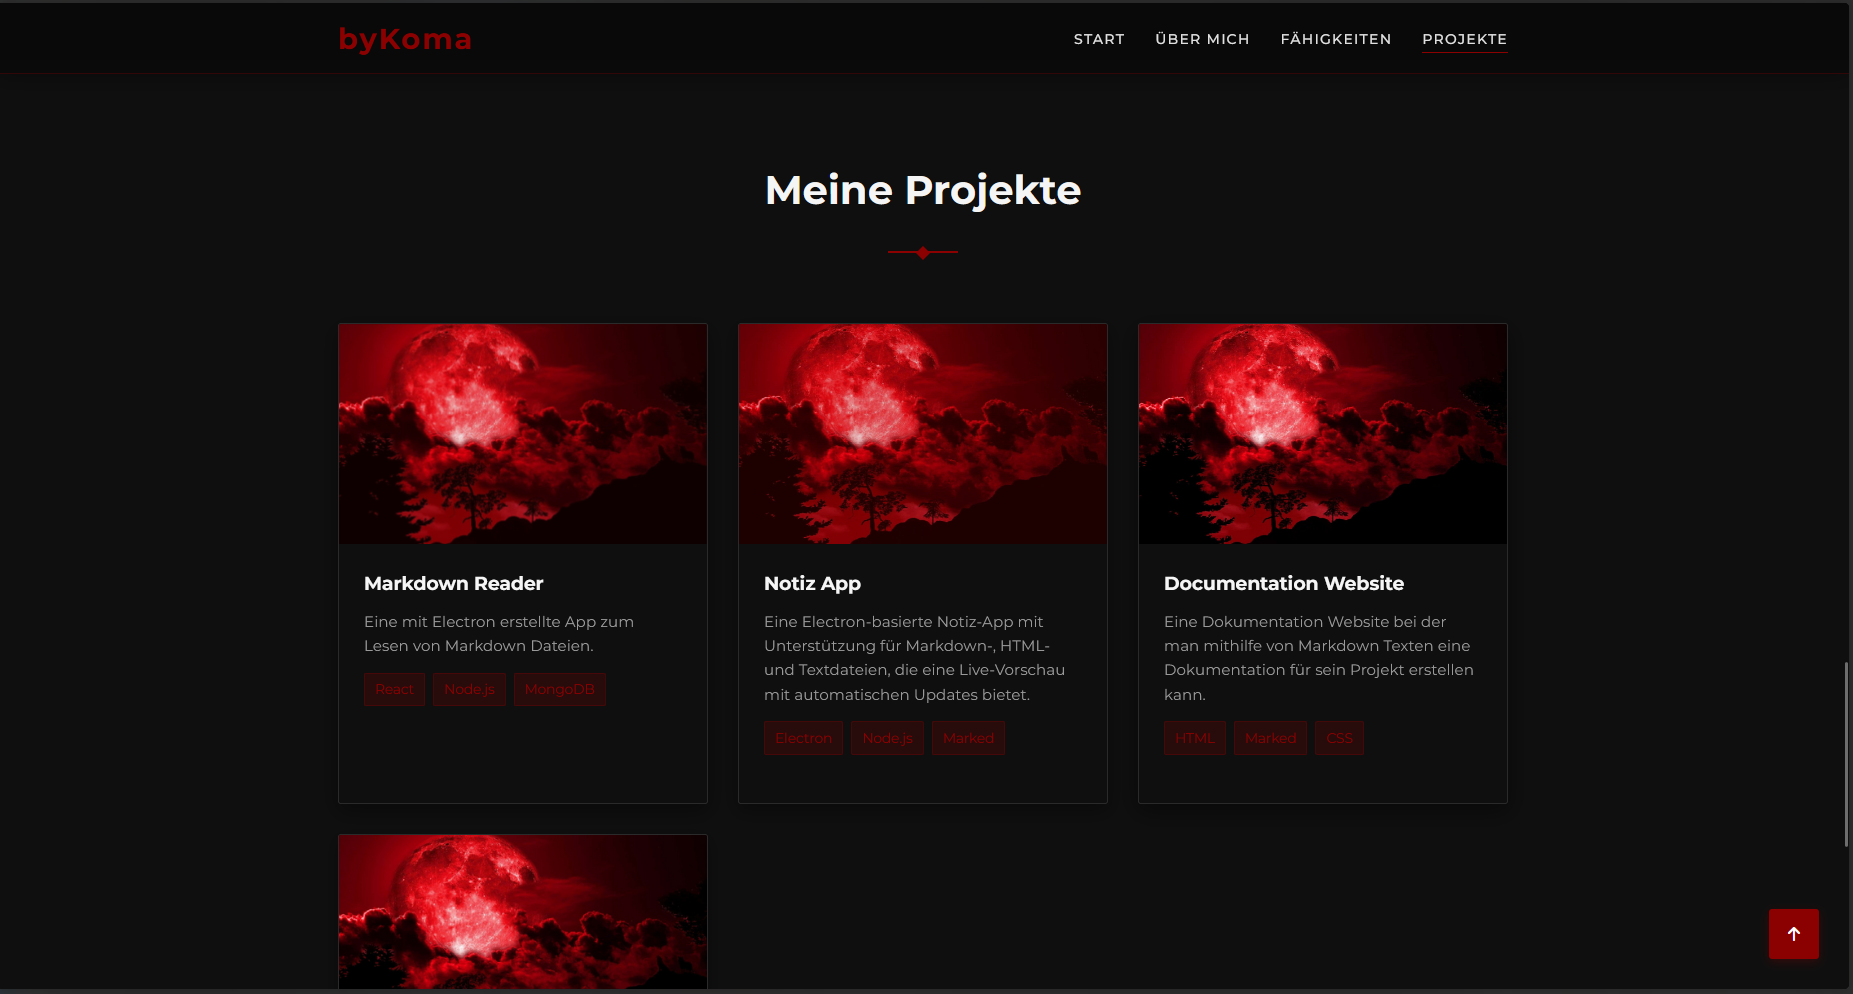 byKoma
START
ÜBER MICH
FÄHIGKEITEN
PROJEKTE
Meine Projekte
Markdown Reader
Eine mit Electron erstellte App zum
Lesen von Markdown Dateien.
React
Node.js
MongoDB
Notiz App
Eine Electron-basierte Notiz-App mit
Unterstützung für Markdown-, HTML-
und Textdateien, die eine Live-Vorschau
mit automatischen Updates bietet.
Electron
Node.js
Marked
Documentation Website
Eine Dokumentation Website bei der
man mithilfe von Markdown Texten eine
Dokumentation für sein Projekt erstellen
kann.
HTML
Marked
CSS